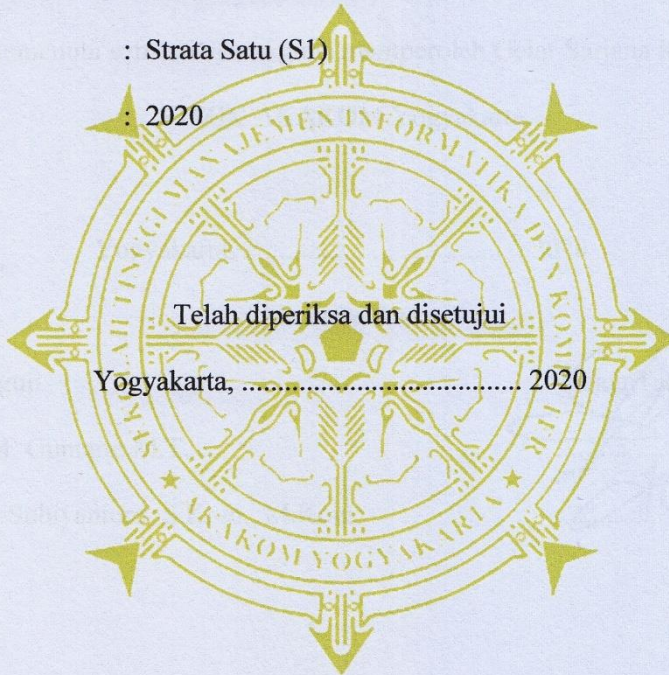 : Strata Satu (S1)
: 2020
SEKOLAH TINGGI MANAJEMEN INFORMATIKA DAN KOMPUTER
Telah diperiksa dan disetujui
Yogyakarta, ........................................ 2020
AKAKOM YOGYAKARTA